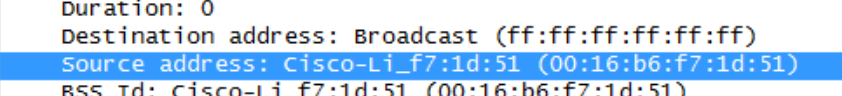 Duration: 0
Destination address: Broadcast (ff:ff:ff:ff:ff:ff)
Source address: Cisco-Li_f7:1d:51 (00:16:b6:f7:1d:51)
BSS Id: Cisco-Li_f7:1d:51 (00:16:b6:f7:1d:51)